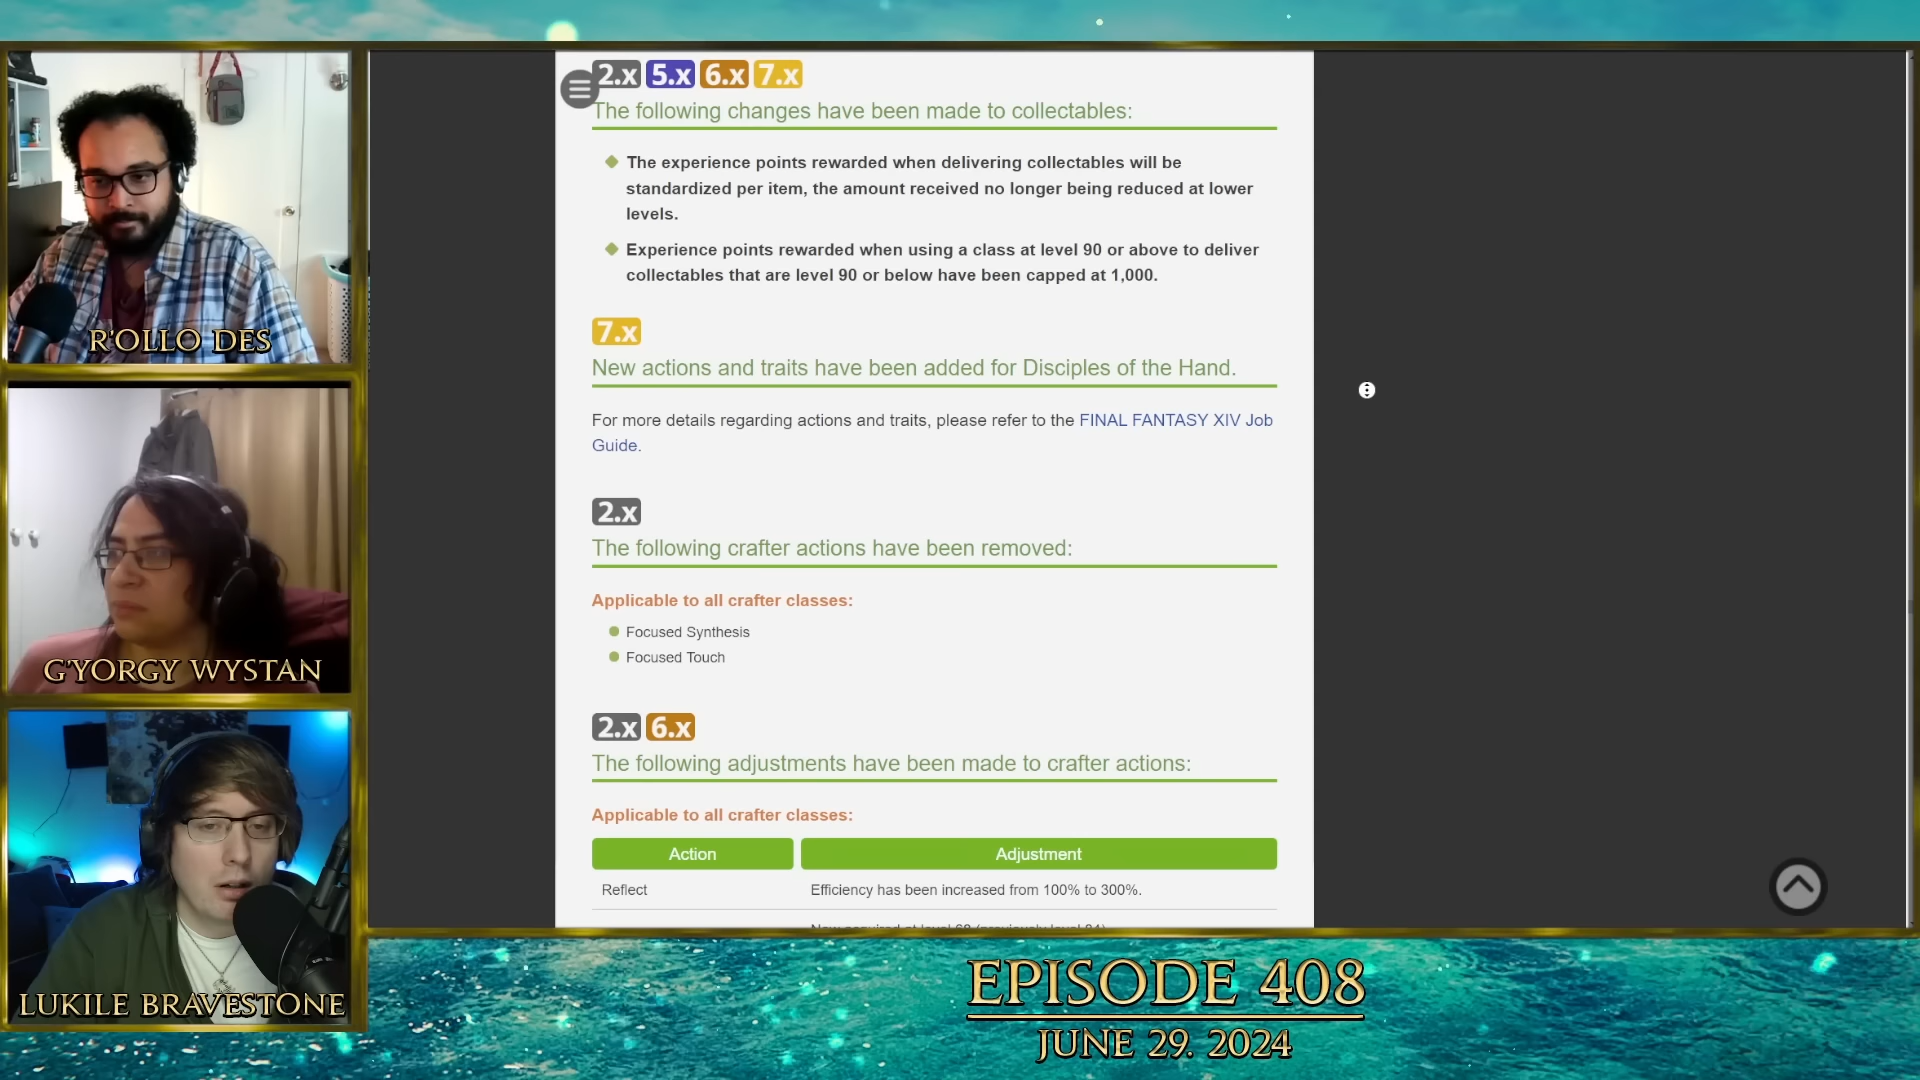 R'OLLO DES
G'YORGY WYSTAN
LUKILE BRAVESTONE
2.x 5.x 6.x 7.x
The following changes have been made to collectables:
The experience points rewarded when delivering collectables will be
standardized per item, the amount received no longer being reduced at lower
levels.
Experience points rewarded when using a class at level 90 or above to deliver
collectables that are level 90 or below have been capped at 1,000.
7.x
New actions and traits have been added for Disciples of the Hand.
For more details regarding actions and traits, please refer to the FINAL FANTASY XIV Job
Guide.
2.x
The following crafter actions have been removed:
Applicable to all crafter classes:
Focused Synthesis
Focused Touch
2.x 6.x
The following adjustments have been made to crafter actions:
Applicable to all crafter classes:
Action Adjustment
Reflect Efficiency has been increased from 100% to 300%.
EPISODE 408
JUNE 29. 2024